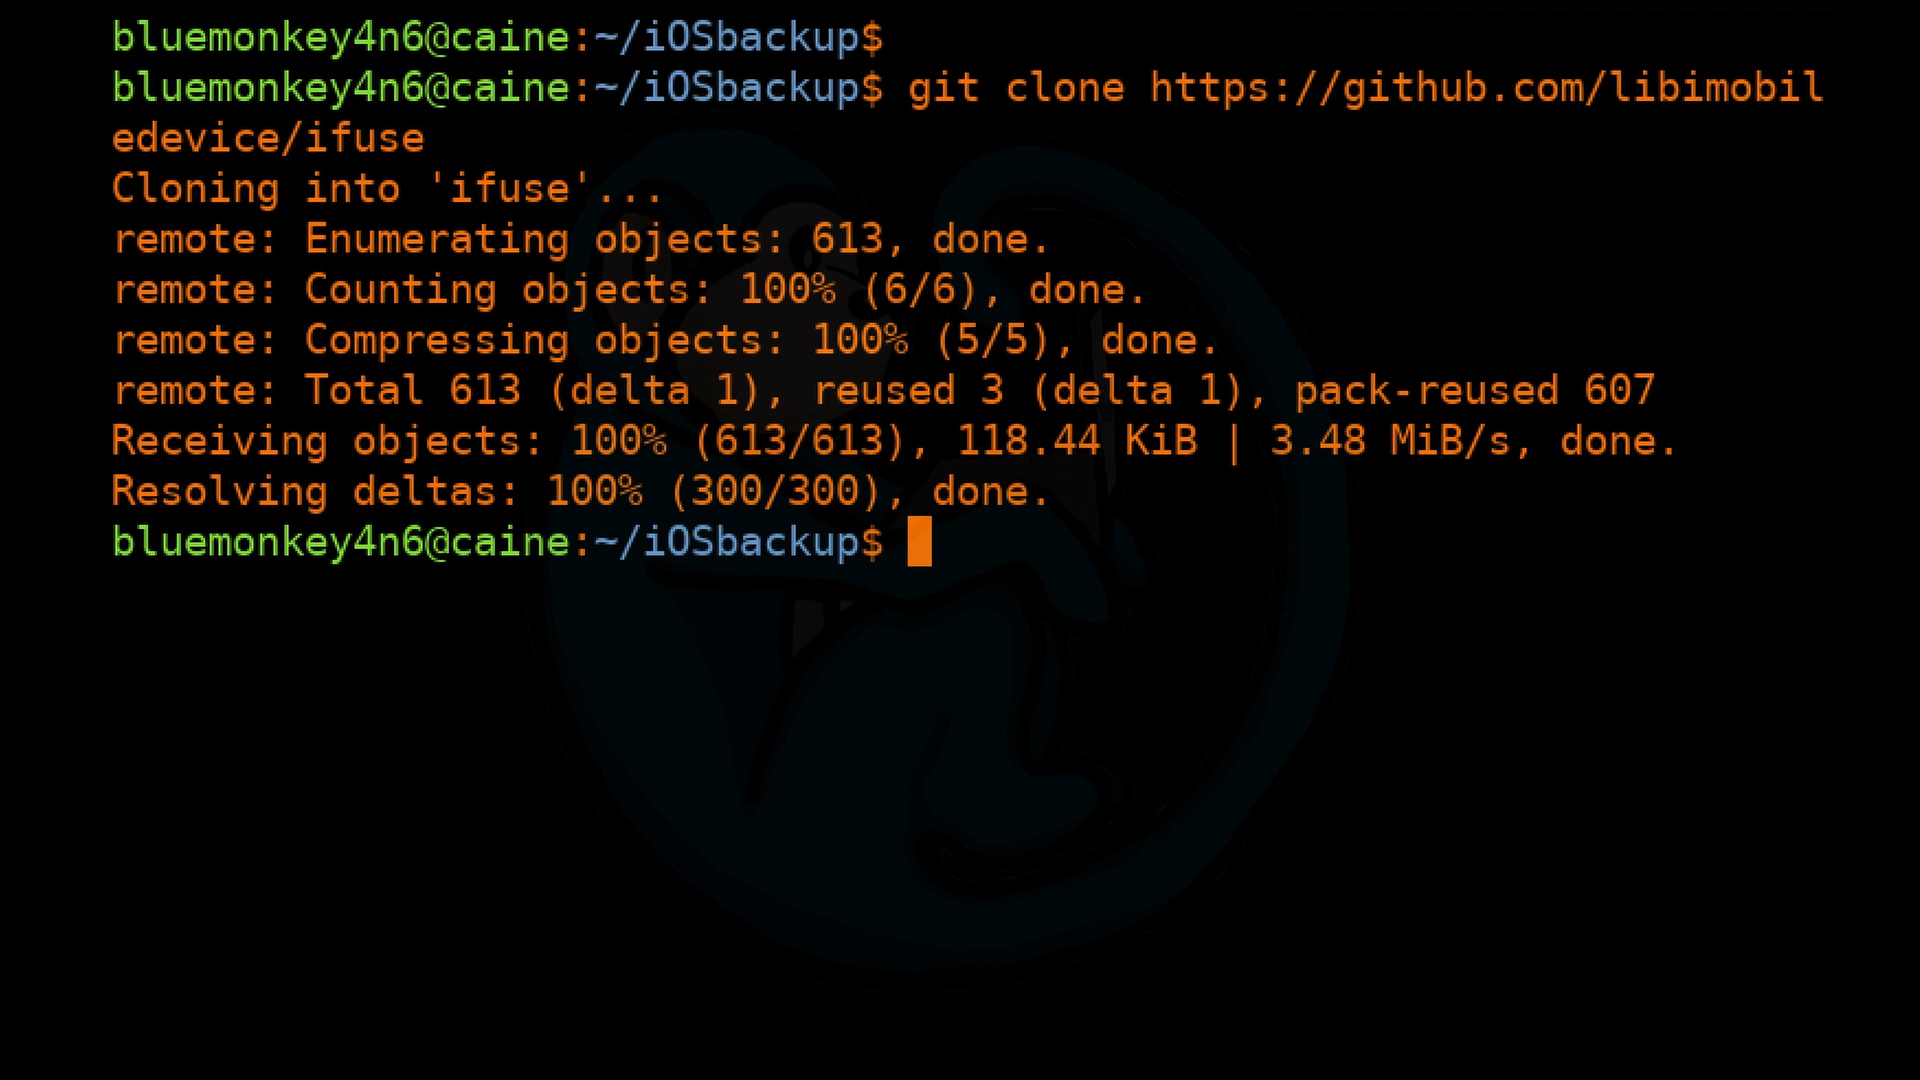 bluemonkey4n6@caine:~/iOSbackup$
bluemonkey4n6@caine:~/iOSbackup$ git clone https://github.com/libimobil
edevice/ifuse
Cloning into 'ifuse'...
remote: Enumerating objects: 613, done.
remote: Counting objects: 100% (6/6), done.
remote: Compressing objects: 100% (5/5), done.
remote: Total 613 (delta 1), reused 3 (delta 1), pack-reused 607
Receiving objects: 100% (613/613), 118.44 KiB | 3.48 MiB/s, done.
Resolving deltas: 100% (300/300), done.
bluemonkey4n6@caine:~/iOSbackup$